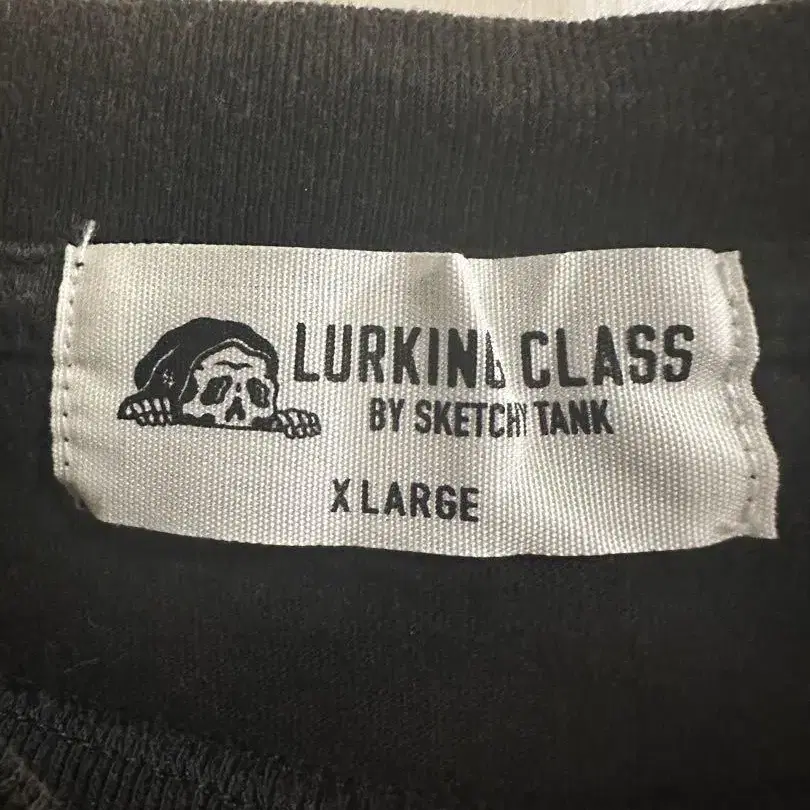 LURKING CLASS
BY SKETCHY TANK
X LARGE